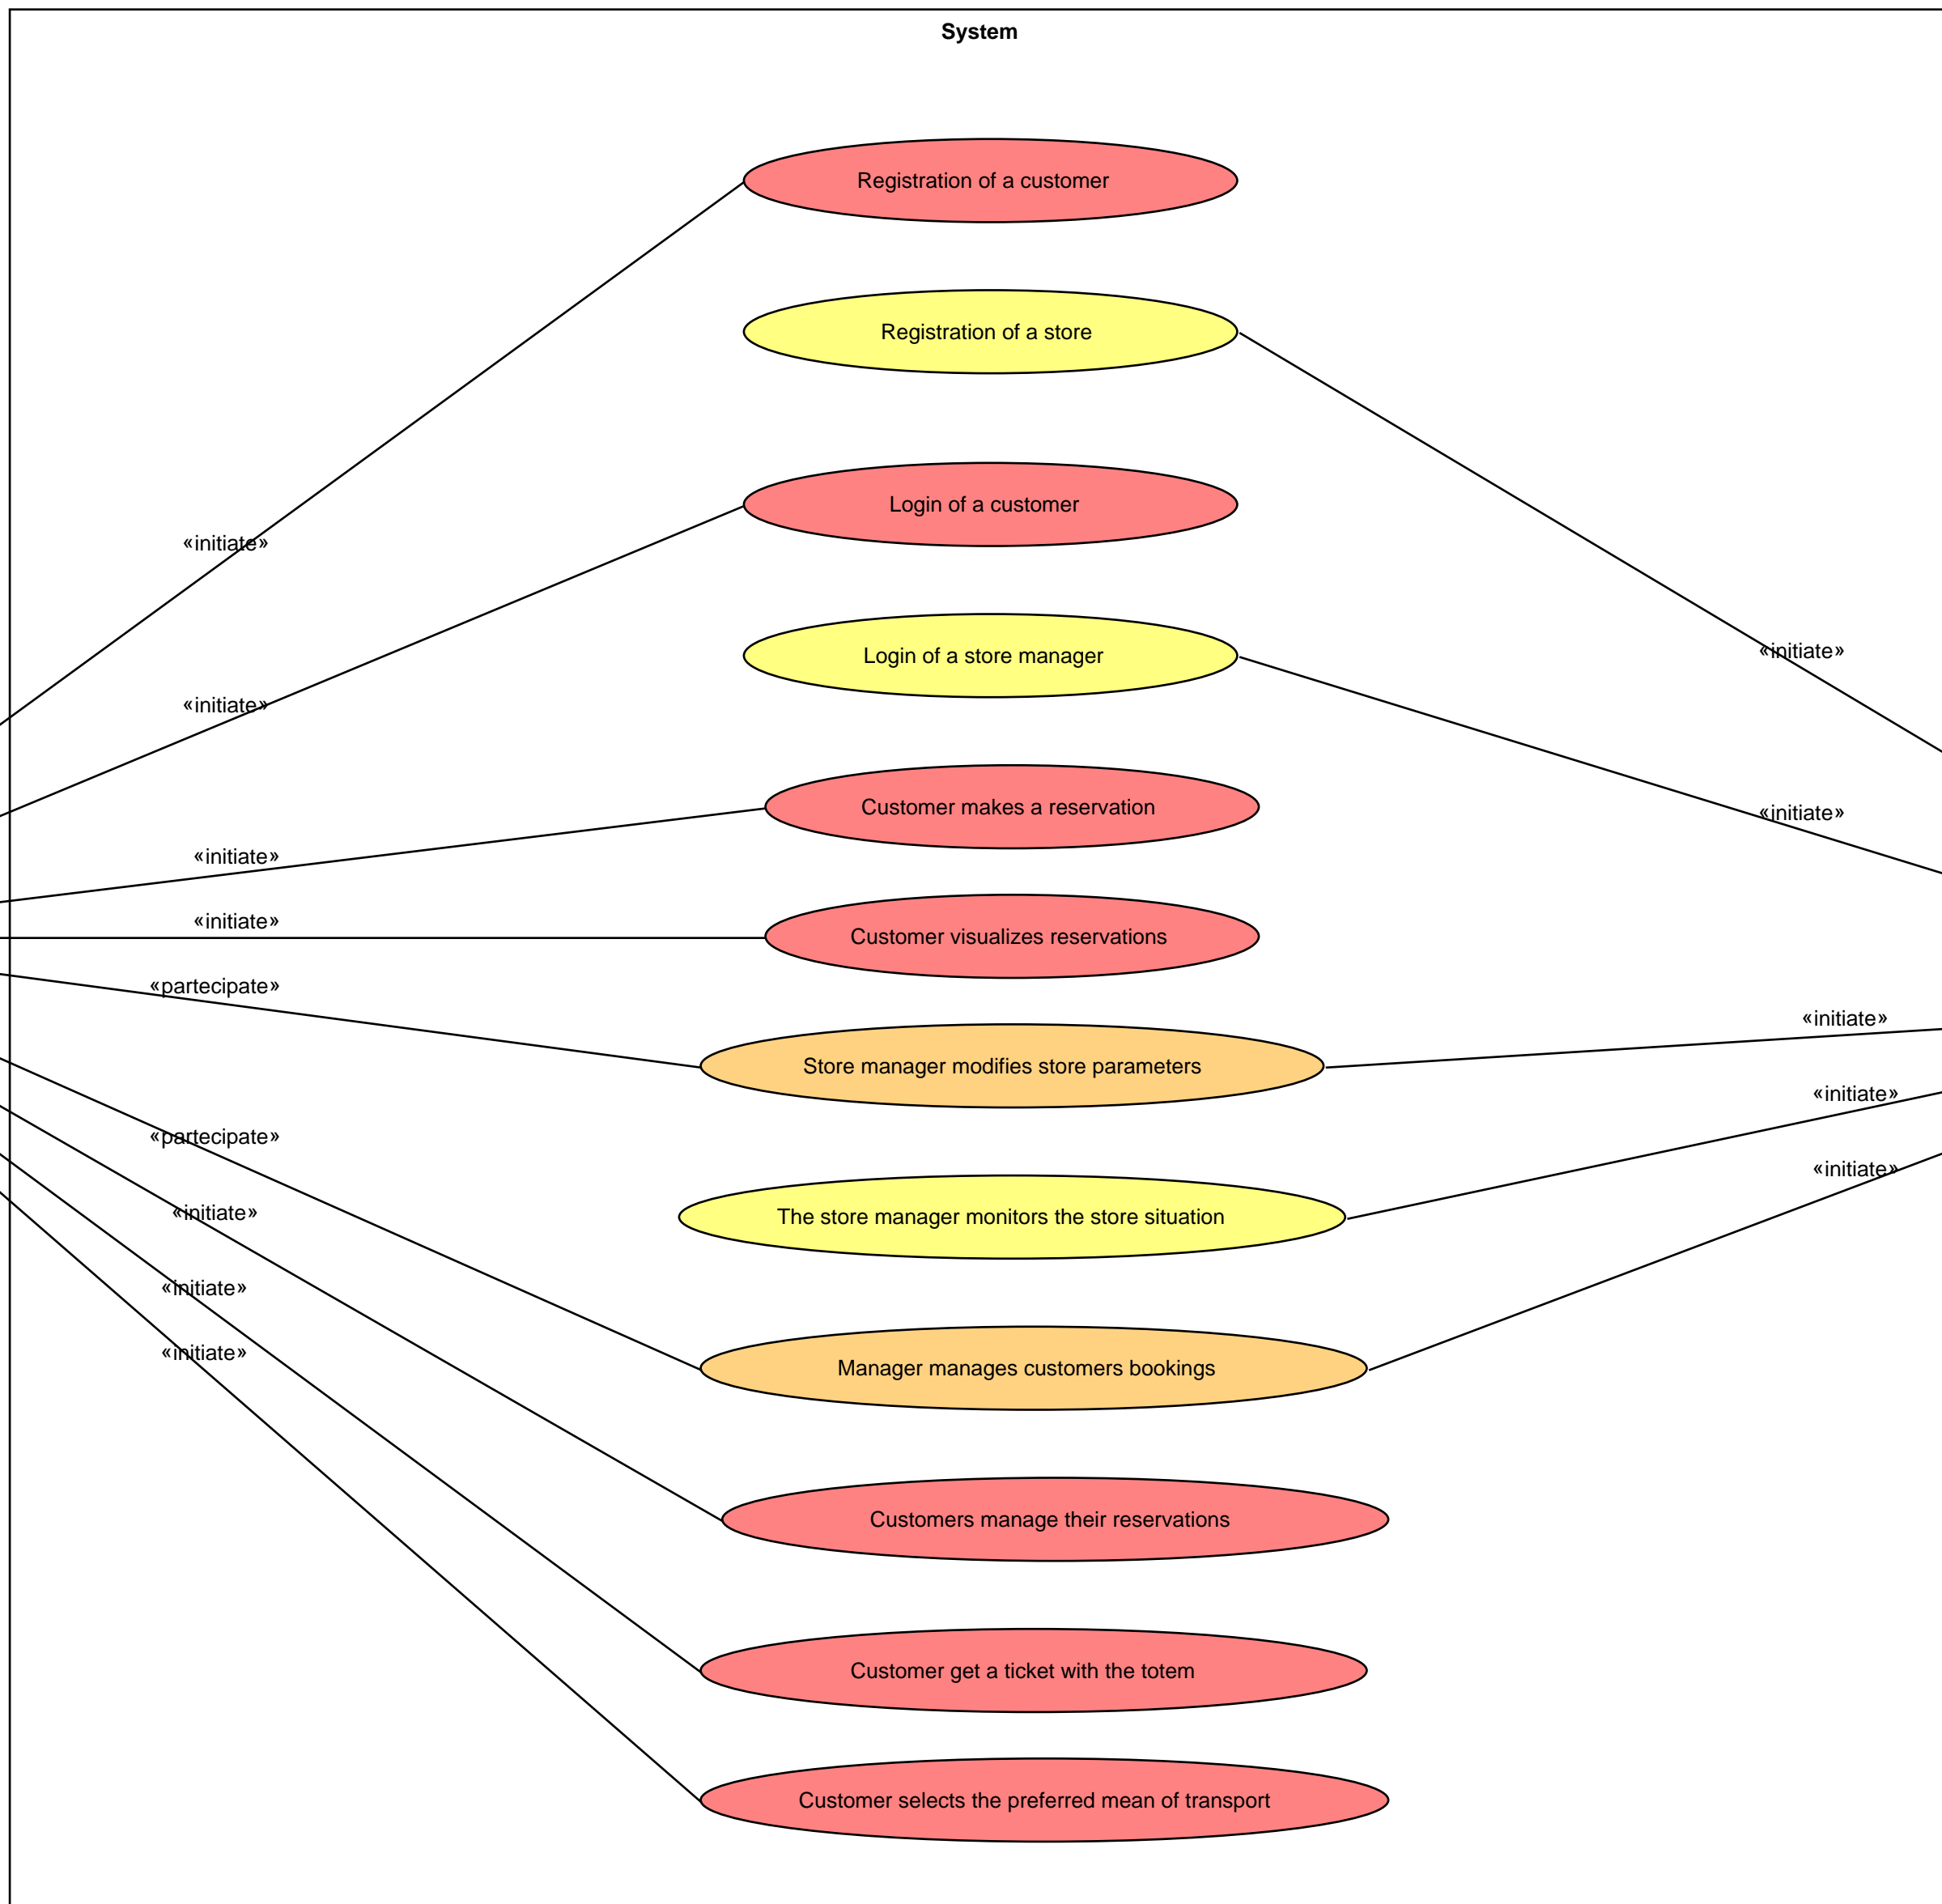 System
Registration of a customer
Registration of a store
Login of a customer
«initiate»
Login of a store manager
«initiate»
«initiate»
Customer makes a reservation
«initiate»
«initiate»
«initiate»
Customer visualizes reservations
«partecipate»
«initiate»
Store manager modifies store parameters
«initiate»
«partecipate»
«initiate»
«initiate»
The store manager monitors the store situation
«initiate»
«initiate»
Manager manages customers bookings
Customers manage their reservations
Customer get a ticket with the totem
Customer selects the preferred mean of transport